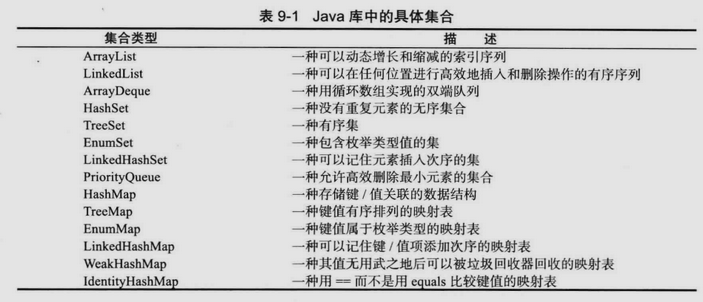 表 9-1 Java 库中的具体集合
集合类型 描 述
ArrayList 一种可以动态增长和缩减的索引序列
LinkedList 一种可以在任何位置进行高效地插入和删除操作的有序序列
ArrayDeque 一种用循环数组实现的双端队列
HashSet 一种没有重复元素的无序集合
TreeSet 一种有序集
EnumSet 一种包含枚举类型值的集
LinkedHashSet 一种可以记住元素插入次序的集
PriorityQueue 一种允许高效删除最小元素的集合
HashMap 一种存储键 / 值关联的数据结构
TreeMap 一种键值有序排列的映射表
EnumMap 一种键值属于枚举类型的映射表
LinkedHashMap 一种可以记住键 / 值项添加次序的映射表
WeakHashMap 一种其值无用武之地后可以被垃圾回收器回收的映射表
IdentityHashMap 一种用 == 而不是用 equals 比较键值的映射表